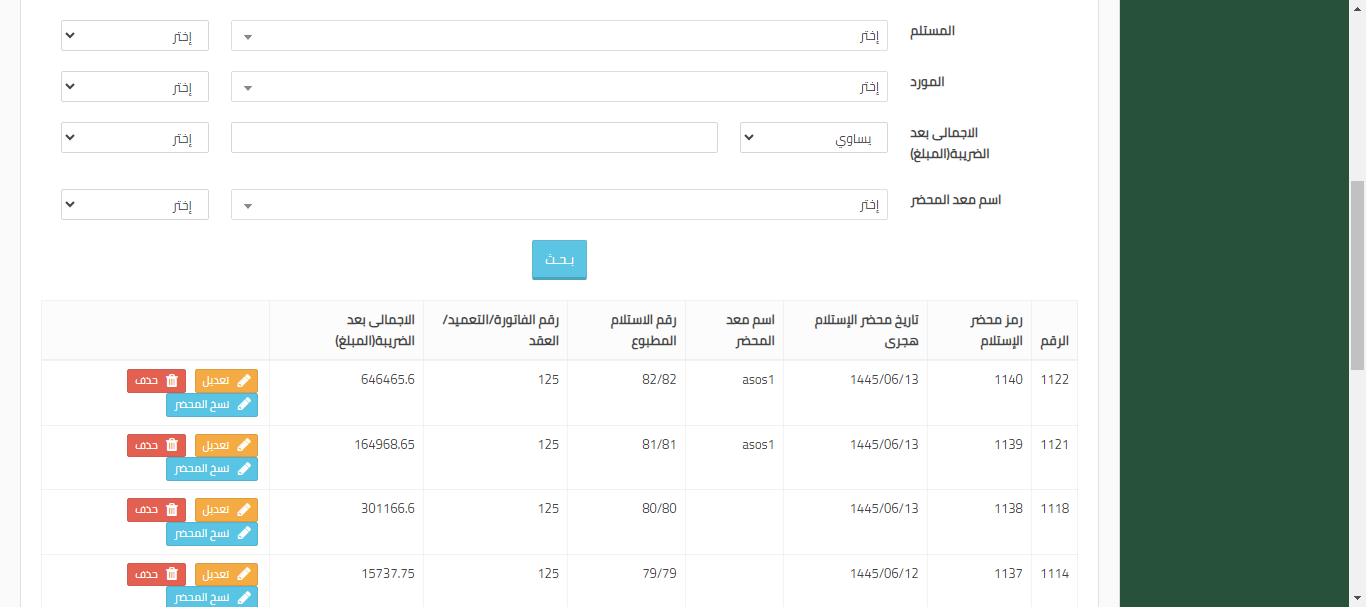 المستلم إختر إختر
المورد إختر إختر
الاجمالى بعد الضريبة(المبلغ) يساوي إختر
اسم معد المحضر إختر إختر
بـحـث
الرقم رمز محضر الإستلام تاريخ محضر الإستلام هجرى اسم معد المحضر رقم الاستلام المطبوع رقم الفاتورة/التعميد/العقد الاجمالى بعد الضريبة(المبلغ)
1122 1140 1445/06/13 asos1 82/82 125 646465.6 تعديل حذف
نسخ المحضر
1121 1139 1445/06/13 asos1 81/81 125 164968.65 تعديل حذف
نسخ المحضر
1118 1138 1445/06/13 80/80 125 301166.6 تعديل حذف
نسخ المحضر
1114 1137 1445/06/12 79/79 125 15737.75 تعديل حذف
نسخ المحضر